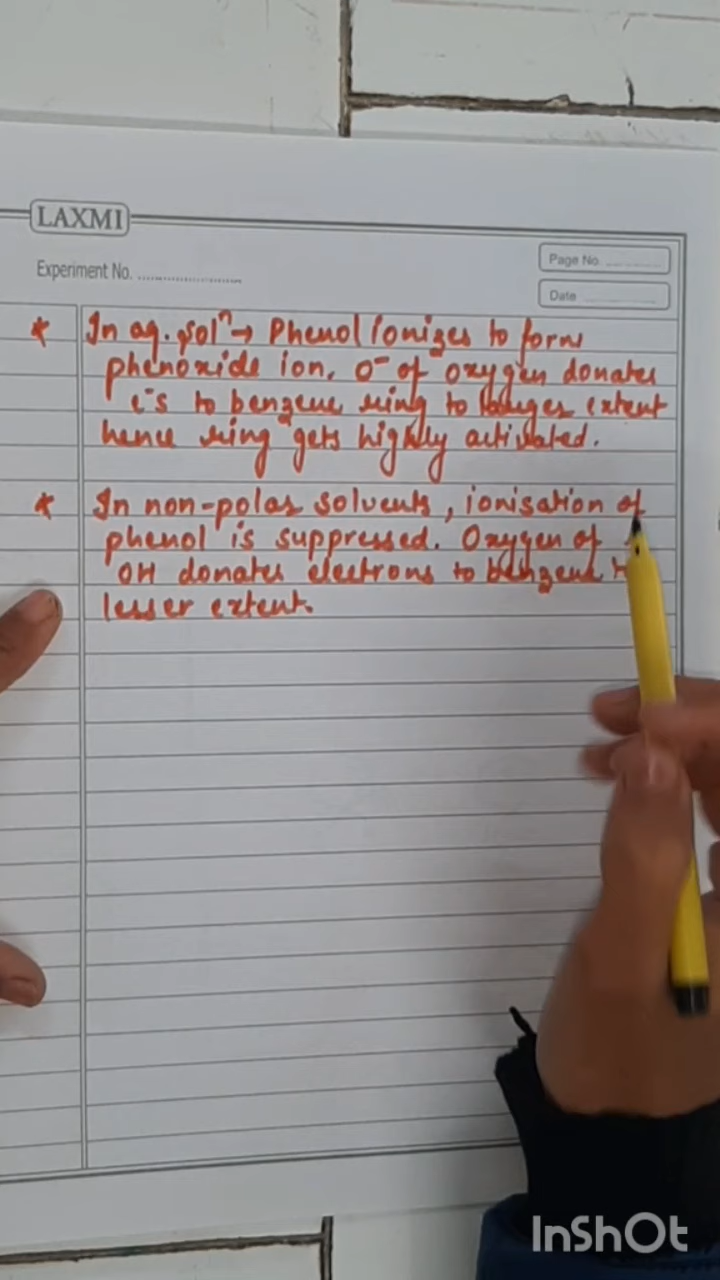 LAXMI
Experiment No. ........................
Page No. ............
Date ............
* In aq. solⁿ → Phenol ionizes to form
phenoxide ion. O⁻ of oxygen donates
e⁻s to benzene ring to larger extent
hence ring gets highly activated.
* In non-polar solvents, ionisation of
phenol is suppressed. Oxygen of
OH donates electrons to benzene
lesser extent.
InShOt